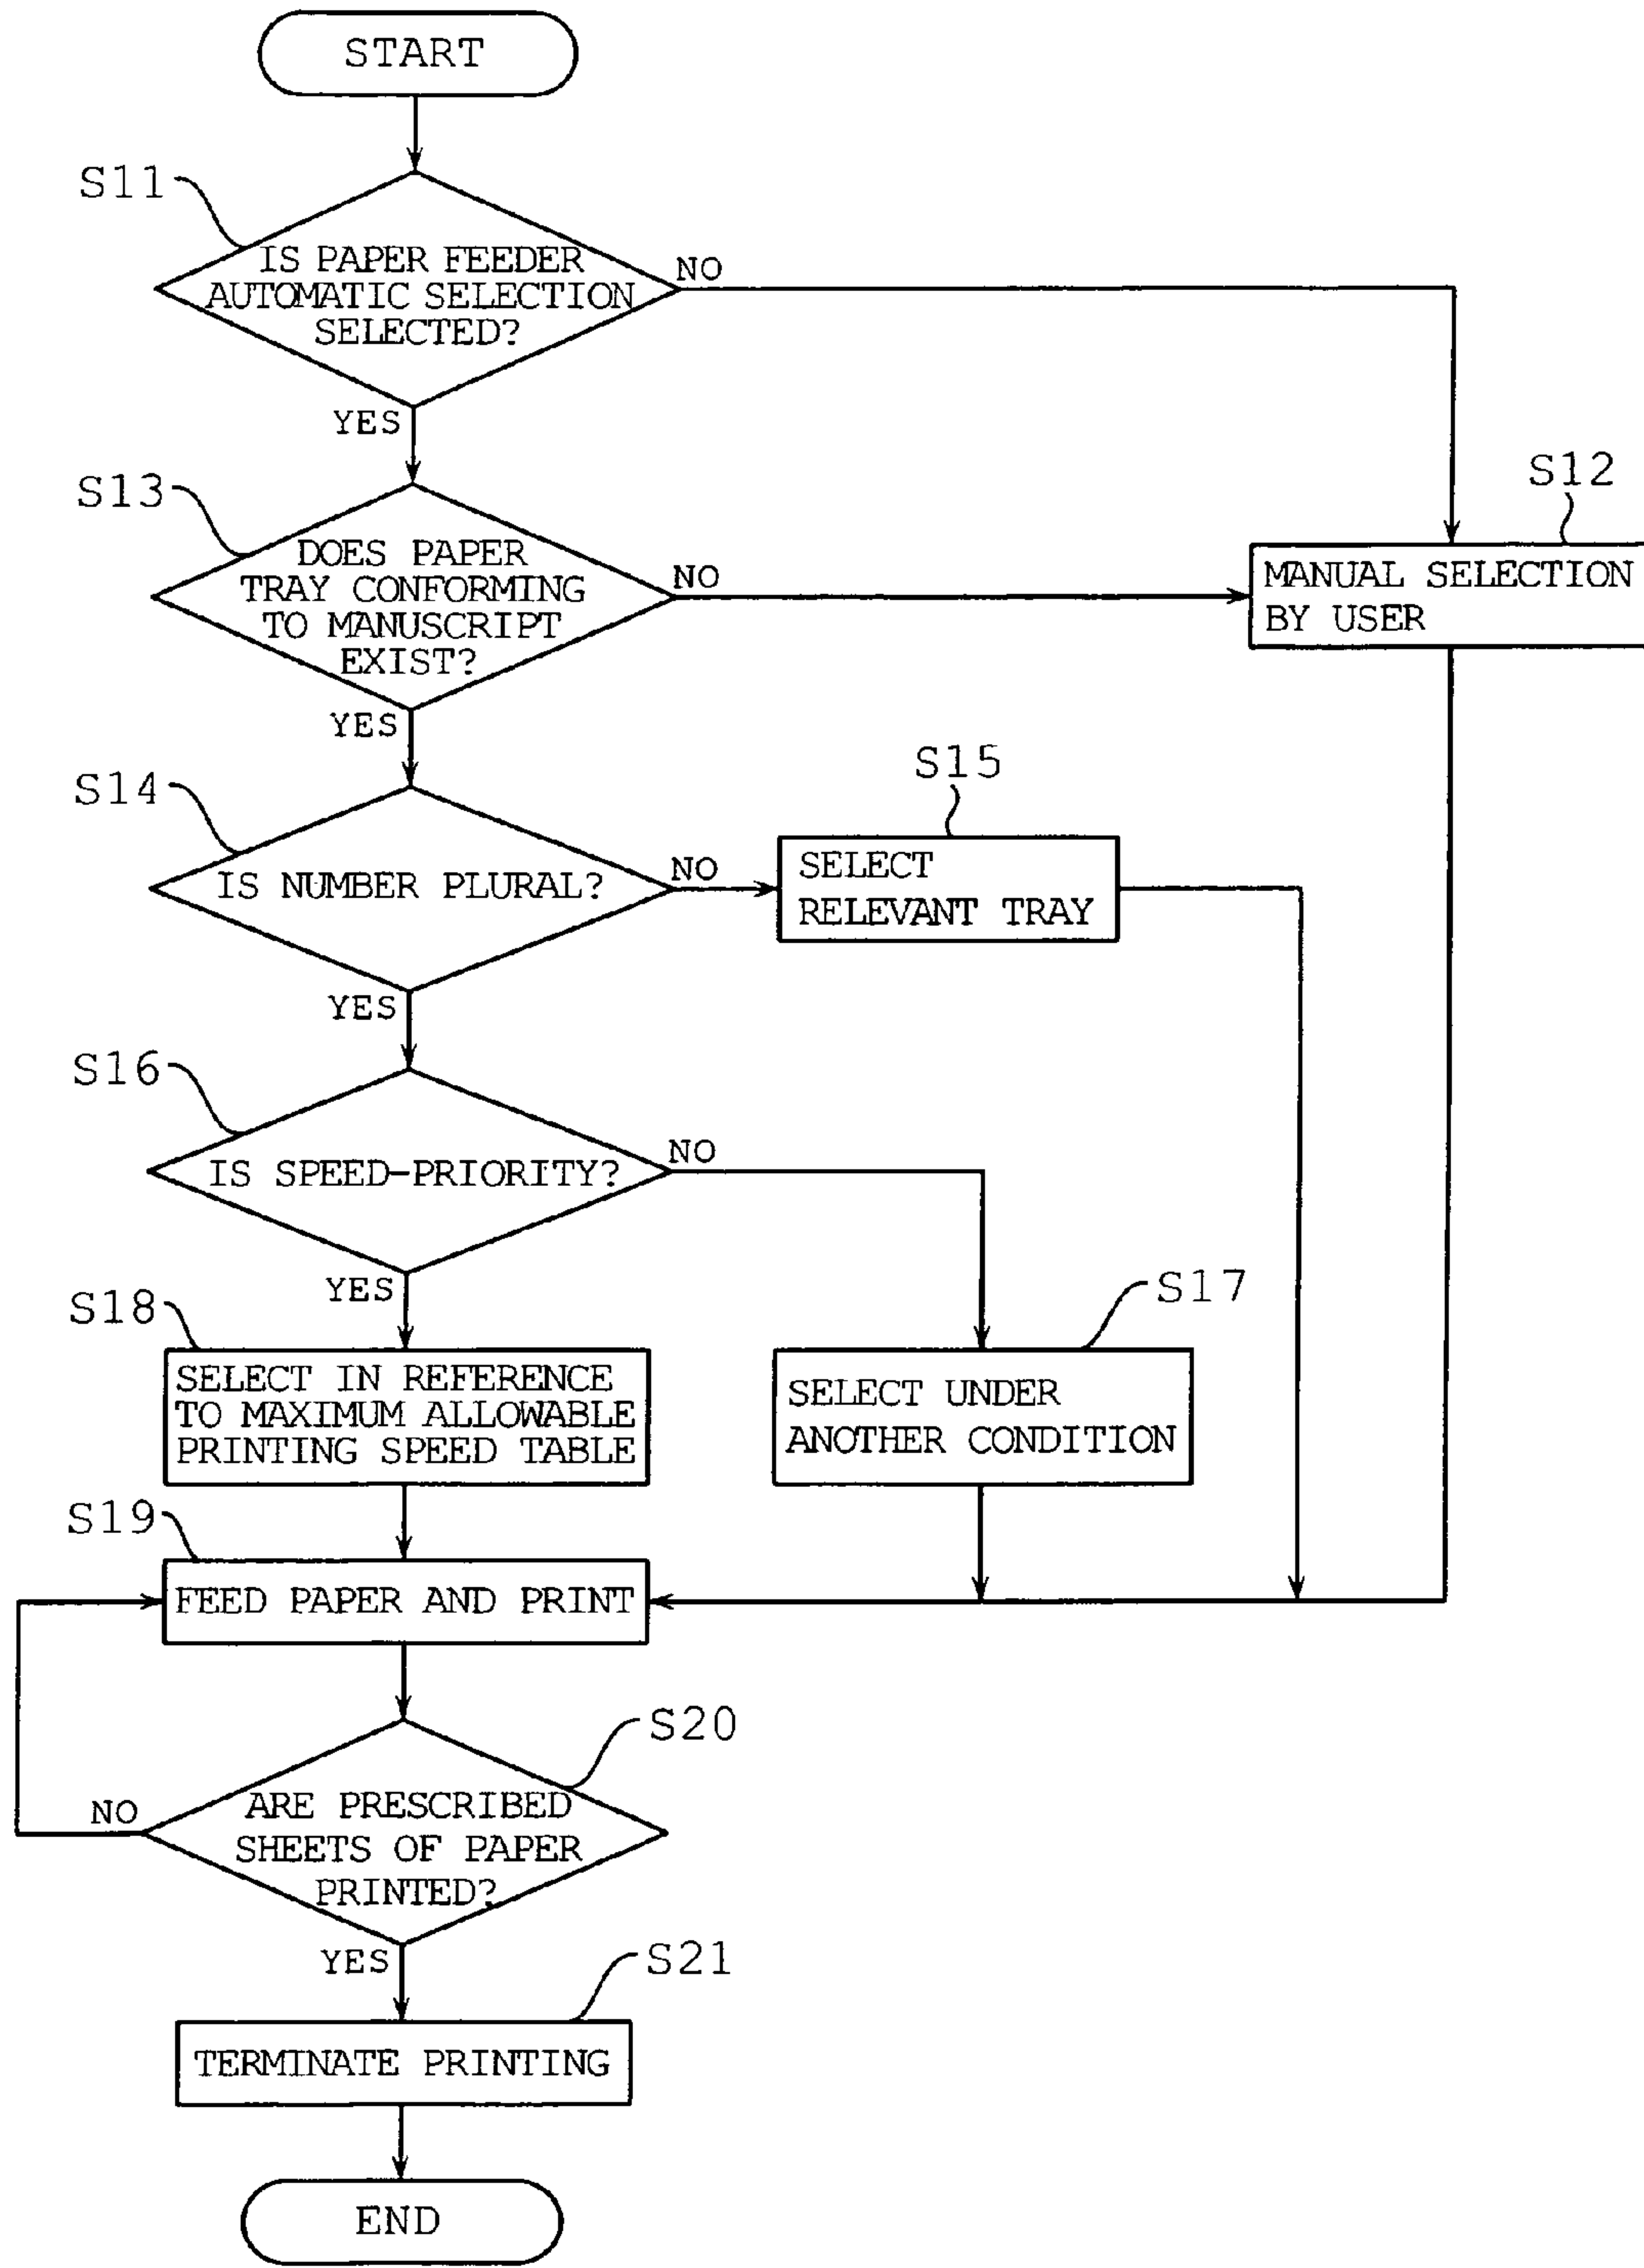 START
S11
IS PAPER FEEDER
AUTOMATIC SELECTION
SELECTED?
NO
YES
S12
MANUAL SELECTION
BY USER
S13
DOES PAPER
TRAY CONFORMING
TO MANUSCRIPT
EXIST?
NO
YES
S14
IS NUMBER PLURAL?
NO
YES
S15
SELECT
RELEVANT TRAY
S16
IS SPEED-PRIORITY?
NO
YES
S17
SELECT UNDER
ANOTHER CONDITION
S18
SELECT IN REFERENCE
TO MAXIMUM ALLOWABLE
PRINTING SPEED TABLE
S19
FEED PAPER AND PRINT
S20
ARE PRESCRIBED
SHEETS OF PAPER
PRINTED?
NO
YES
S21
TERMINATE PRINTING
END